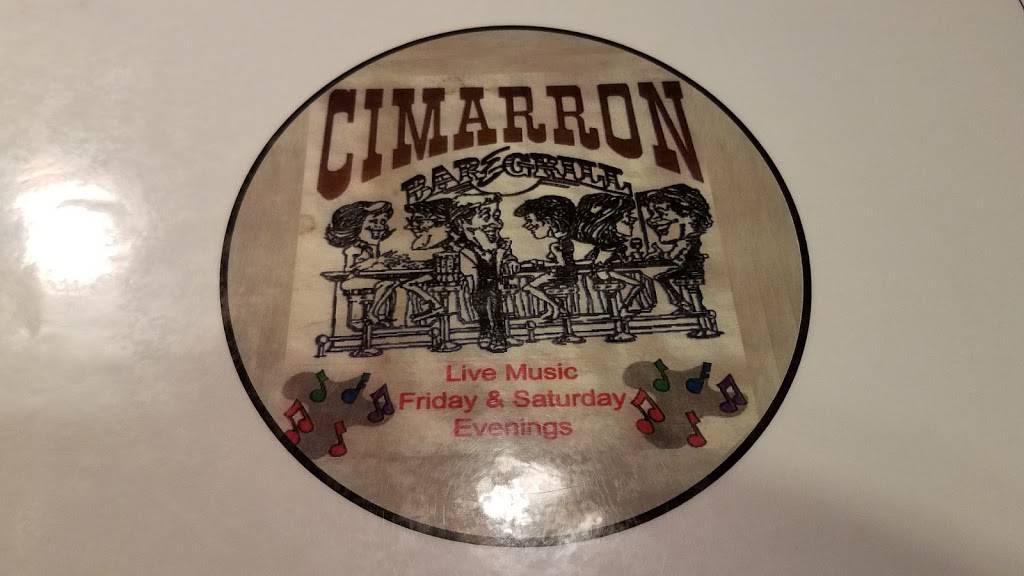 CIMARRON
BAR & GRILL
Live Music
Friday & Saturday
Evenings